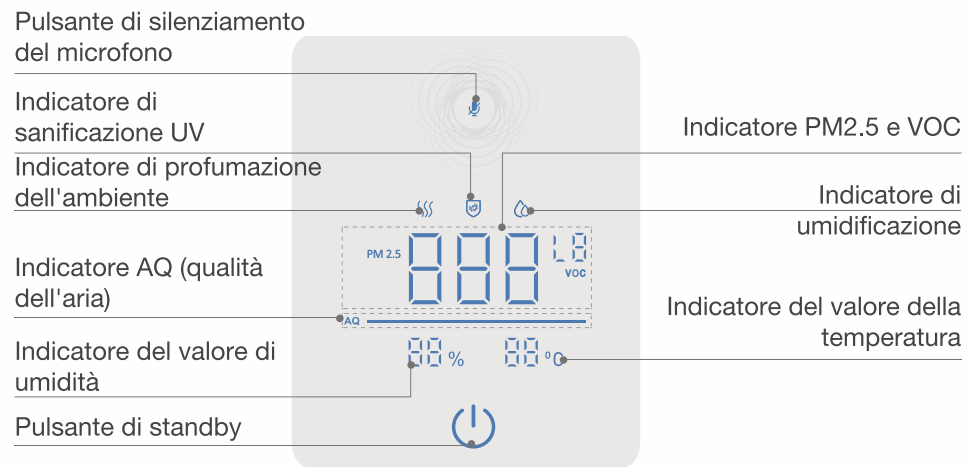 Pulsante di silenziamento
del microfono
Indicatore di
sanificazione UV
Indicatore di profumazione
dell'ambiente
Indicatore AQ (qualità
dell'aria)
Indicatore del valore di
umidità
Pulsante di standby
PM 2.5
888
L8
VOC
AQ
88 %
88 °C
Indicatore PM2.5 e VOC
Indicatore di
umidificazione
Indicatore del valore della
temperatura